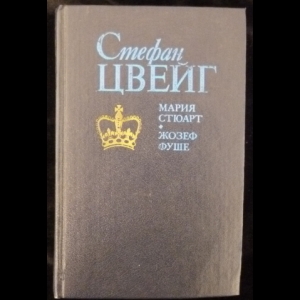 Стефан
ЦВЕЙГ
МАРИЯ
СТЮАРТ
•
ЖОЗЕФ
ФУШЕ